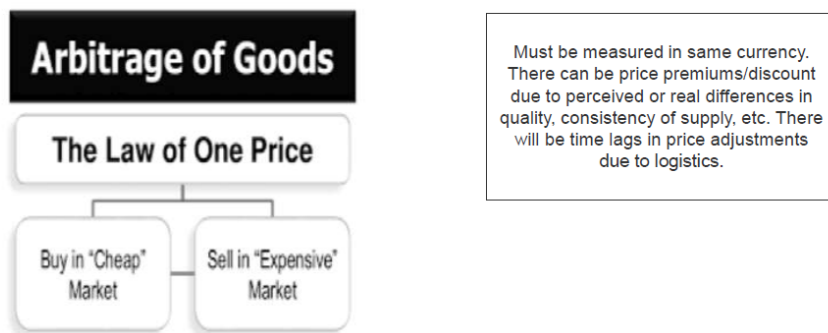 Arbitrage of Goods
The Law of One Price
Buy in "Cheap"
Market
Sell in "Expensive"
Market
Must be measured in same currency.
There can be price premiums/discount
due to perceived or real differences in
quality, consistency of supply, etc. There
will be time lags in price adjustments
due to logistics.